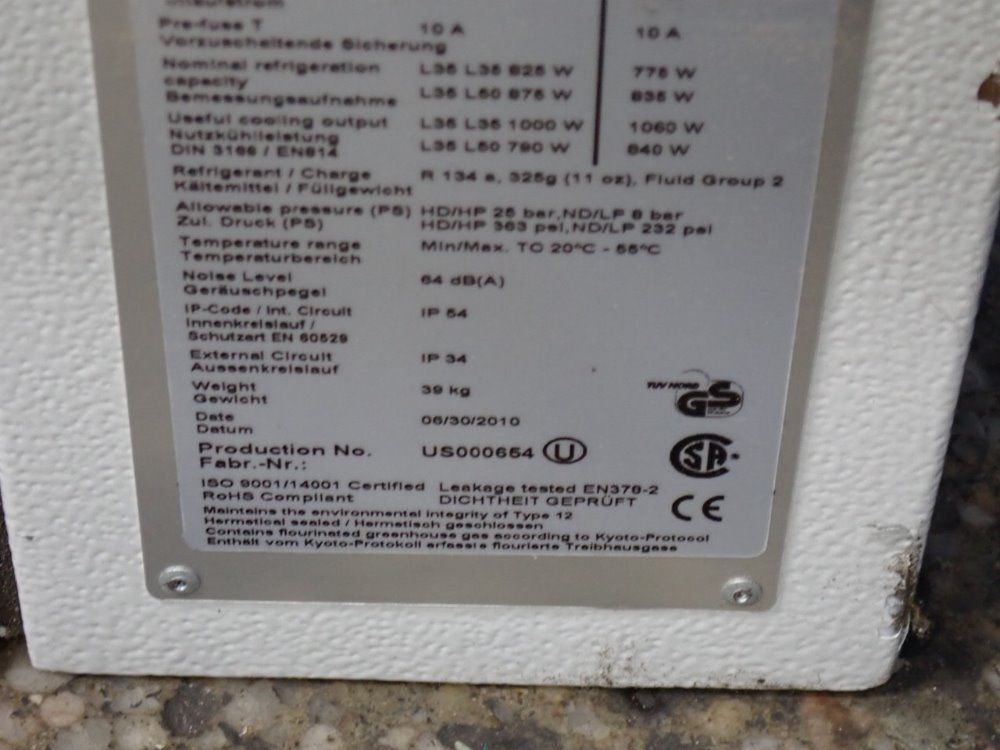 Pre-fuse T 10 A 10 A
Vorzuschaltende Sicherung
Nominal refrigeration L35 L35 825 W 775 W
capacity
Bemessungsaufnahme L35 L50 875 W 835 W
Useful cooling output L35 L35 1000 W 1060 W
Nutzkühlleistung
DIN 3168 / EN814 L35 L50 790 W 840 W
Refrigerant / Charge R 134 a, 325g (11 oz), Fluid Group 2
Kältemittel / Füllgewicht
Allowable pressure (PS) HD/HP 25 bar,ND/LP 8 bar
Zul. Druck (PS) HD/HP 363 psi,ND/LP 232 psi
Temperature range Min/Max. TO 20°C - 55°C
Temperaturbereich
Noise Level 64 dB(A)
Geräuschpegel
IP-Code / Int. Circuit IP 54
Innenkreislauf /
Schutzart EN 60529
External Circuit IP 34
Aussenkreislauf
Weight 39 kg
Gewicht
TUV NORD GS
Date 06/30/2010
Datum
Production No. US000654 U
Fabr.-Nr.:
CSA
ISO 9001/14001 Certified Leakage tested EN378-2
RoHS Compliant DICHTHEIT GEPRÜFT
CE
Maintains the environmental integrity of Type 12
Hermetical sealed / Hermetisch geschlossen
Contains flourinated greenhouse gas according to Kyoto-Protocol
Enthält vom Kyoto-Protokoll erfasste flourierte Treibhausgase